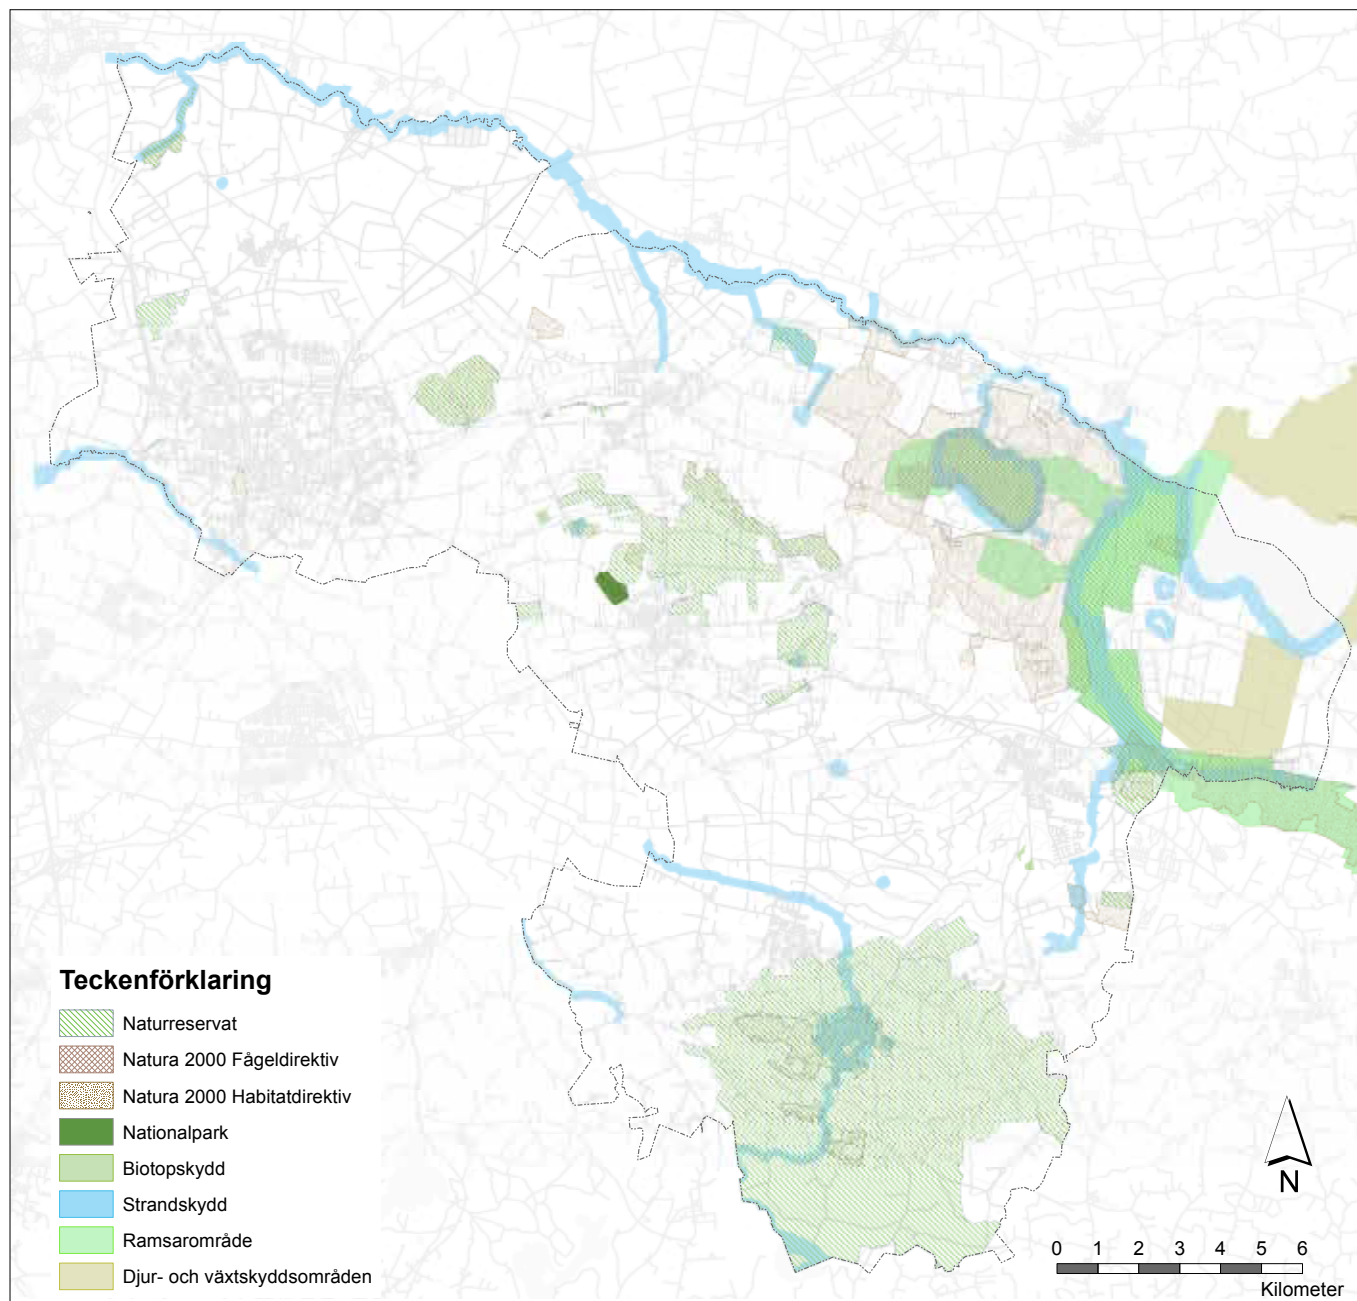 Teckenförklaring
Naturreservat
Natura 2000 Fågeldirektiv
Natura 2000 Habitatdirektiv
Nationalpark
Biotopskydd
Strandskydd
Ramsarområde
Djur- och växtskyddsområden
N
0 1 2 3 4 5 6
Kilometer